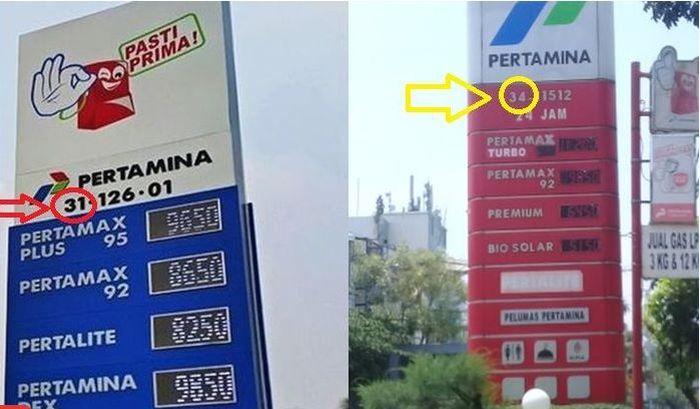 PASTI
PRIMA!
PERTAMINA
31.126.01
PERTAMAX
PLUS 95
9650
PERTAMAX
92
8650
PERTALITE
8250
PERTAMINA
DEX
9850
PERTAMINA
34. 1512
24 JAM
PERTAMAX
TURBO
PERTAMAX
92
PREMIUM
BIO SOLAR
5150
PERTALITE
PELUMAS PERTAMINA
JUAL GAS LP
3 KG & 12 K